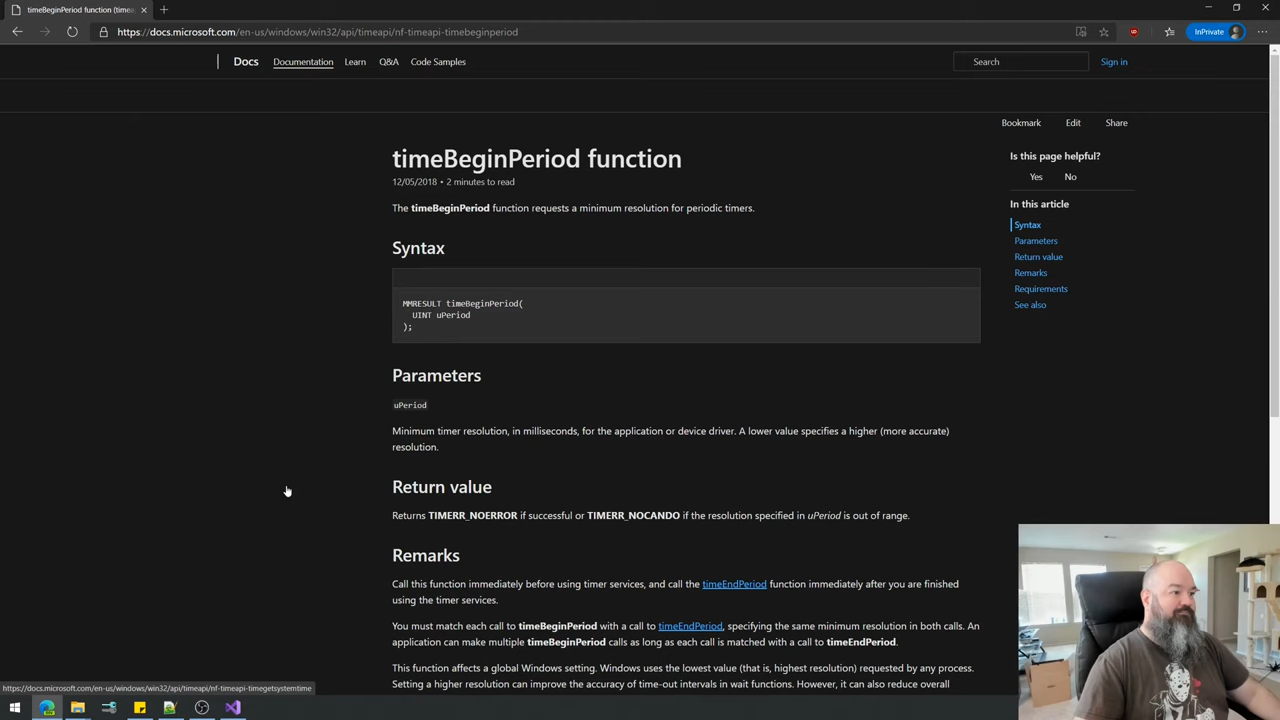 timeBeginPeriod function (timea
https://docs.microsoft.com/en-us/windows/win32/api/timeapi/nf-timeapi-timebeginperiod
InPrivate
Docs
Documentation
Learn
Q&A
Code Samples
Search
Sign in
Bookmark
Edit
Share
timeBeginPeriod function
12/05/2018 • 2 minutes to read
The timeBeginPeriod function requests a minimum resolution for periodic timers.
Syntax
MMRESULT timeBeginPeriod(
UINT uPeriod
);
Parameters
uPeriod
Minimum timer resolution, in milliseconds, for the application or device driver. A lower value specifies a higher (more accurate)
resolution.
Return value
Returns TIMERR_NOERROR if successful or TIMERR_NOCANDO if the resolution specified in uPeriod is out of range.
Remarks
Call this function immediately before using timer services, and call the timeEndPeriod function immediately after you are finished
using the timer services.
You must match each call to timeBeginPeriod with a call to timeEndPeriod, specifying the same minimum resolution in both calls. An
application can make multiple timeBeginPeriod calls as long as each call is matched with a call to timeEndPeriod.
This function affects a global Windows setting. Windows uses the lowest value (that is, highest resolution) requested by any process.
Setting a higher resolution can improve the accuracy of time-out intervals in wait functions. However, it can also reduce overall
Is this page helpful?
Yes
No
In this article
Syntax
Parameters
Return value
Remarks
Requirements
See also
https://docs.microsoft.com/en-us/windows/win32/api/timeapi/nf-timeapi-timegetsystemtime